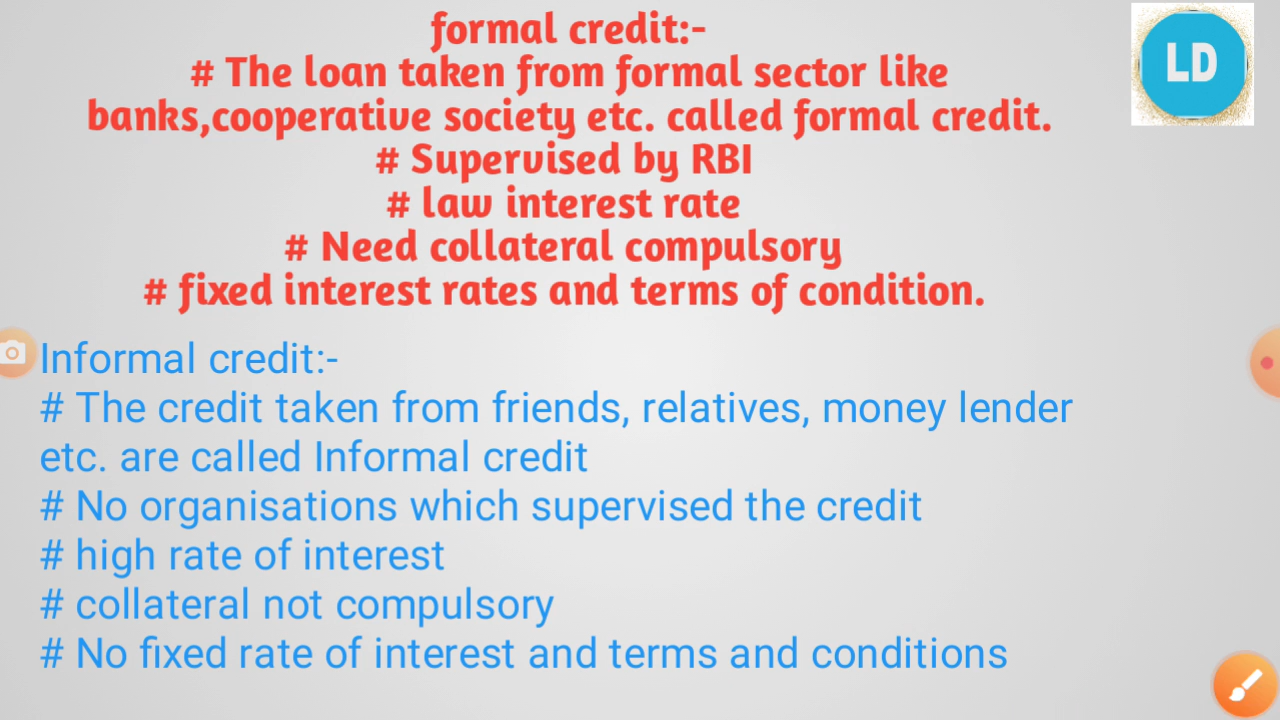 formal credit:-
# The loan taken from formal sector like
banks,cooperative society etc. called formal credit.
# Supervised by RBI
# law interest rate
# Need collateral compulsory
# fixed interest rates and terms of condition.
LD
Informal credit:-
# The credit taken from friends, relatives, money lender
etc. are called Informal credit
# No organisations which supervised the credit
# high rate of interest
# collateral not compulsory
# No fixed rate of interest and terms and conditions